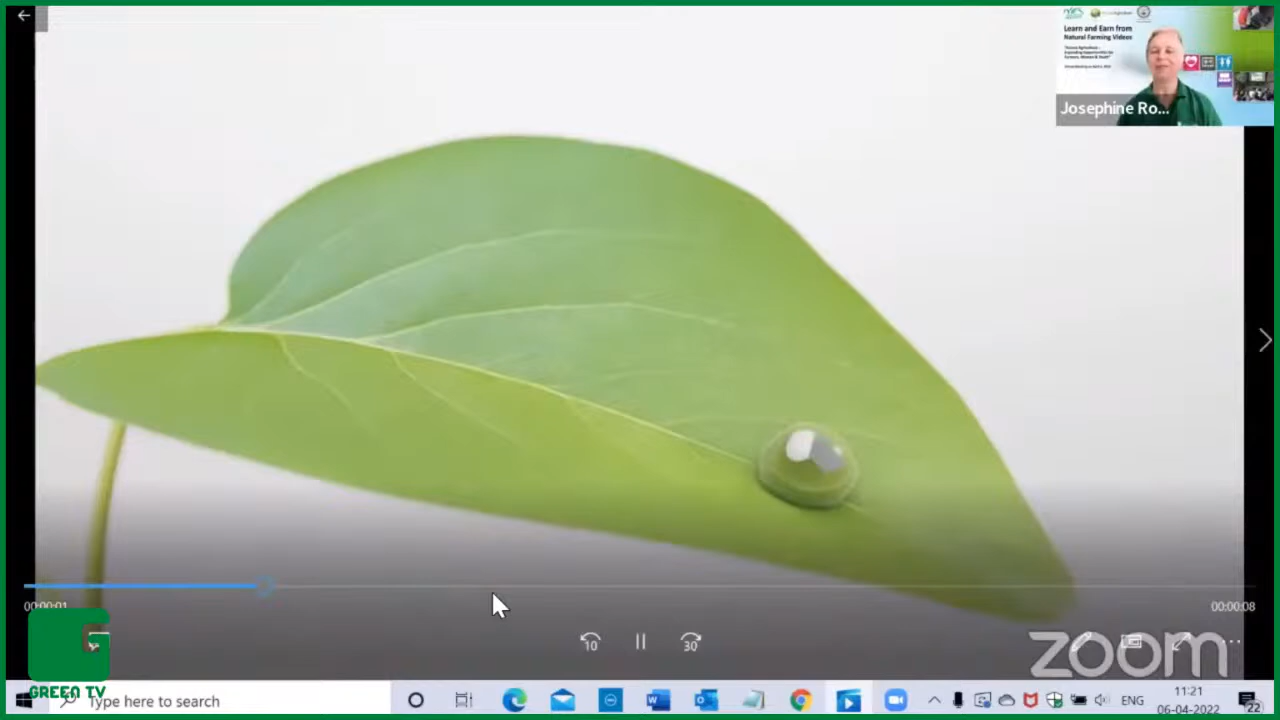 Learn and Earn from
Natural Farming Videos
Josephine Ro...
00:00:01
00:00:08
10
30
zoom
GREEN TV
Type here to search
ENG
11:21
06-04-2022
22